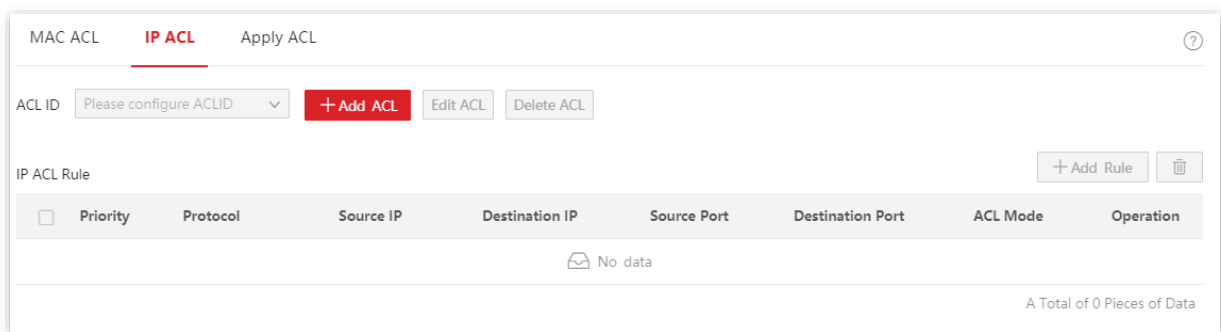 MAC ACL IP ACL Apply ACL ?
ACL ID Please configure ACLID +Add ACL Edit ACL Delete ACL
IP ACL Rule +Add Rule
Priority Protocol Source IP Destination IP Source Port Destination Port ACL Mode Operation
No data
A Total of 0 Pieces of Data